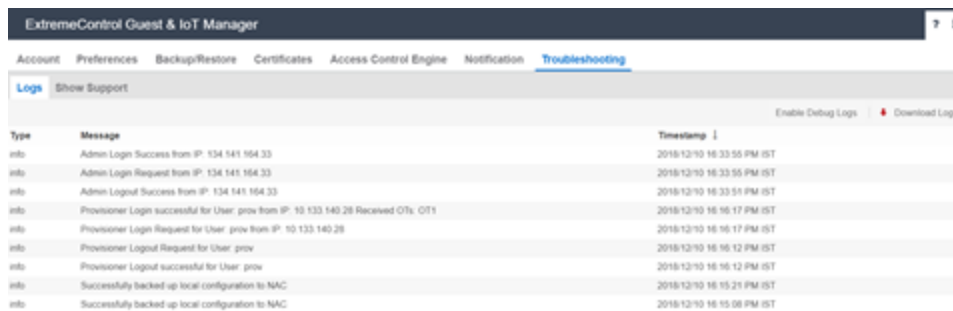 ExtremeControl Guest & IoT Manager ?
Account Preferences Backup/Restore Certificates Access Control Engine Notification Troubleshooting
Logs Show Support
Enable Debug Logs Download Log
Type Message Timestamp ↓
info Admin Login Success from IP: 134.141.164.33 2018/12/10 16:33:55 PM IST
info Admin Login Request from IP: 134.141.164.33 2018/12/10 16:33:55 PM IST
info Admin Logout Success from IP: 134.141.164.33 2018/12/10 16:33:51 PM IST
info Provisioner Login successful for User: prov from IP: 10.133.140.28 Received OTs: OT1 2018/12/10 16:16:17 PM IST
info Provisioner Login Request for User: prov from IP: 10.133.140.28 2018/12/10 16:16:17 PM IST
info Provisioner Logout Request for User: prov 2018/12/10 16:16:12 PM IST
info Provisioner Logout successful for User: prov 2018/12/10 16:16:12 PM IST
info Successfully backed up local configuration to NAC 2018/12/10 16:15:21 PM IST
info Successfully backed up local configuration to NAC 2018/12/10 16:15:08 PM IST